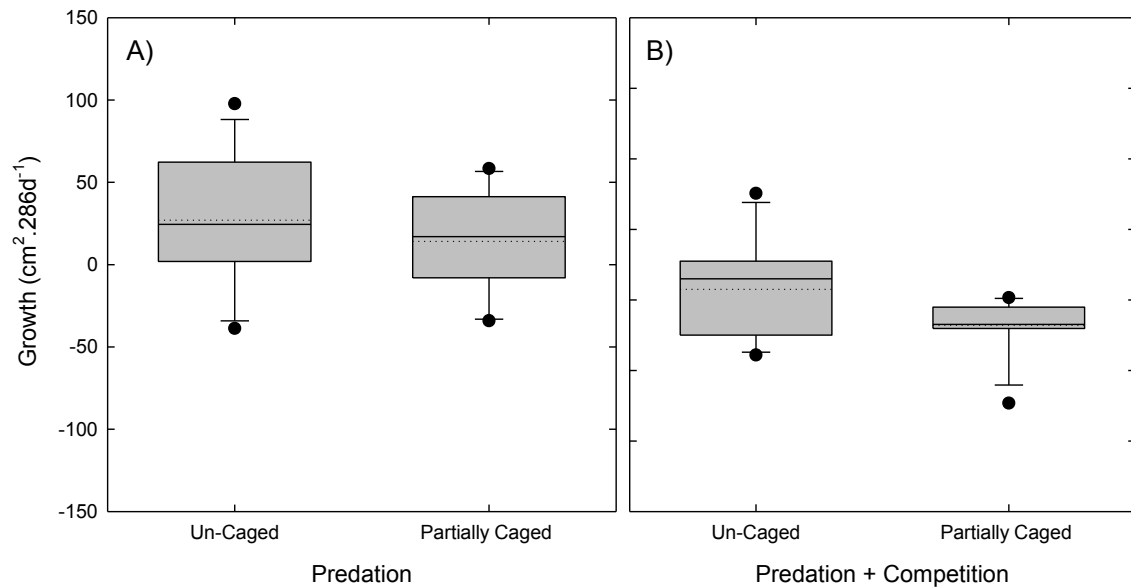 A)
B)
150
100
50
0
-50
-100
-150
Growth (cm².286d⁻¹)
Un-Caged
Partially Caged
Un-Caged
Partially Caged
Predation
Predation + Competition